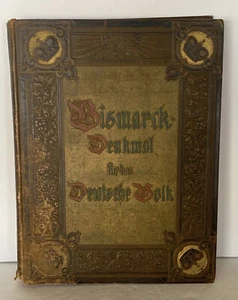 Bismarck-
Denkmal
für das
Deutsche Volk